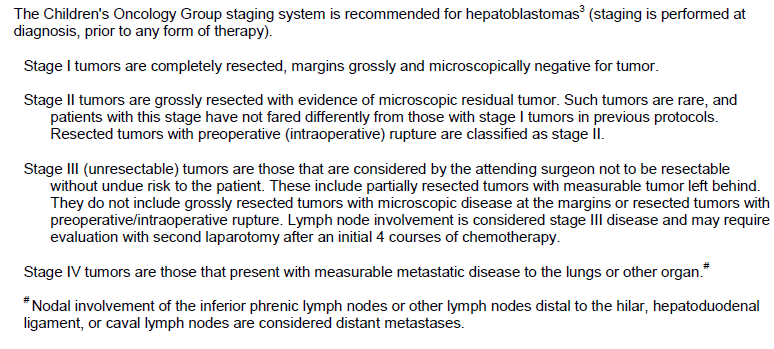 The Children's Oncology Group staging system is recommended for hepatoblastomas3 (staging is performed at
diagnosis, prior to any form of therapy).
Stage I tumors are completely resected, margins grossly and microscopically negative for tumor.
Stage II tumors are grossly resected with evidence of microscopic residual tumor. Such tumors are rare, and
patients with this stage have not fared differently from those with stage I tumors in previous protocols.
Resected tumors with preoperative (intraoperative) rupture are classified as stage II.
Stage III (unresectable) tumors are those that are considered by the attending surgeon not to be resectable
without undue risk to the patient. These include partially resected tumors with measurable tumor left behind.
They do not include grossly resected tumors with microscopic disease at the margins or resected tumors with
preoperative/intraoperative rupture. Lymph node involvement is considered stage III disease and may require
evaluation with second laparotomy after an initial 4 courses of chemotherapy.
Stage IV tumors are those that present with measurable metastatic disease to the lungs or other organ.#
# Nodal involvement of the inferior phrenic lymph nodes or other lymph nodes distal to the hilar, hepatoduodenal
ligament, or caval lymph nodes are considered distant metastases.